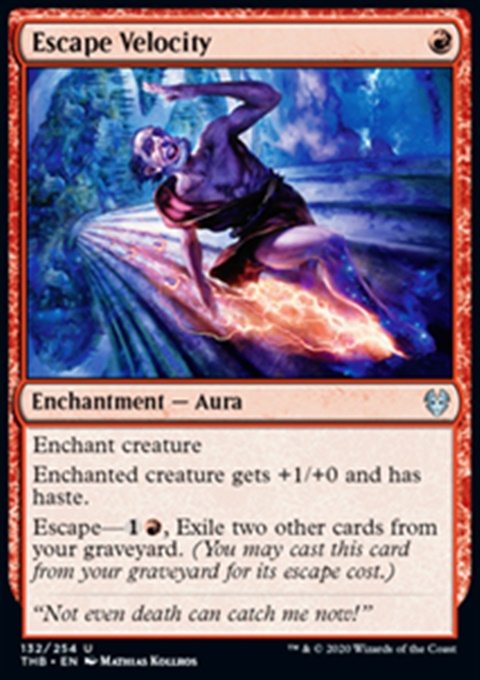 Escape Velocity
Enchantment — Aura
Enchant creature
Enchanted creature gets +1/+0 and has
haste.
Escape—1 , Exile two other cards from
your graveyard. (You may cast this card
from your graveyard for its escape cost.)
“Not even death can catch me now!”
132/254 U
™ & © 2020 Wizards of the Coast
THB • EN Mathias Kollros